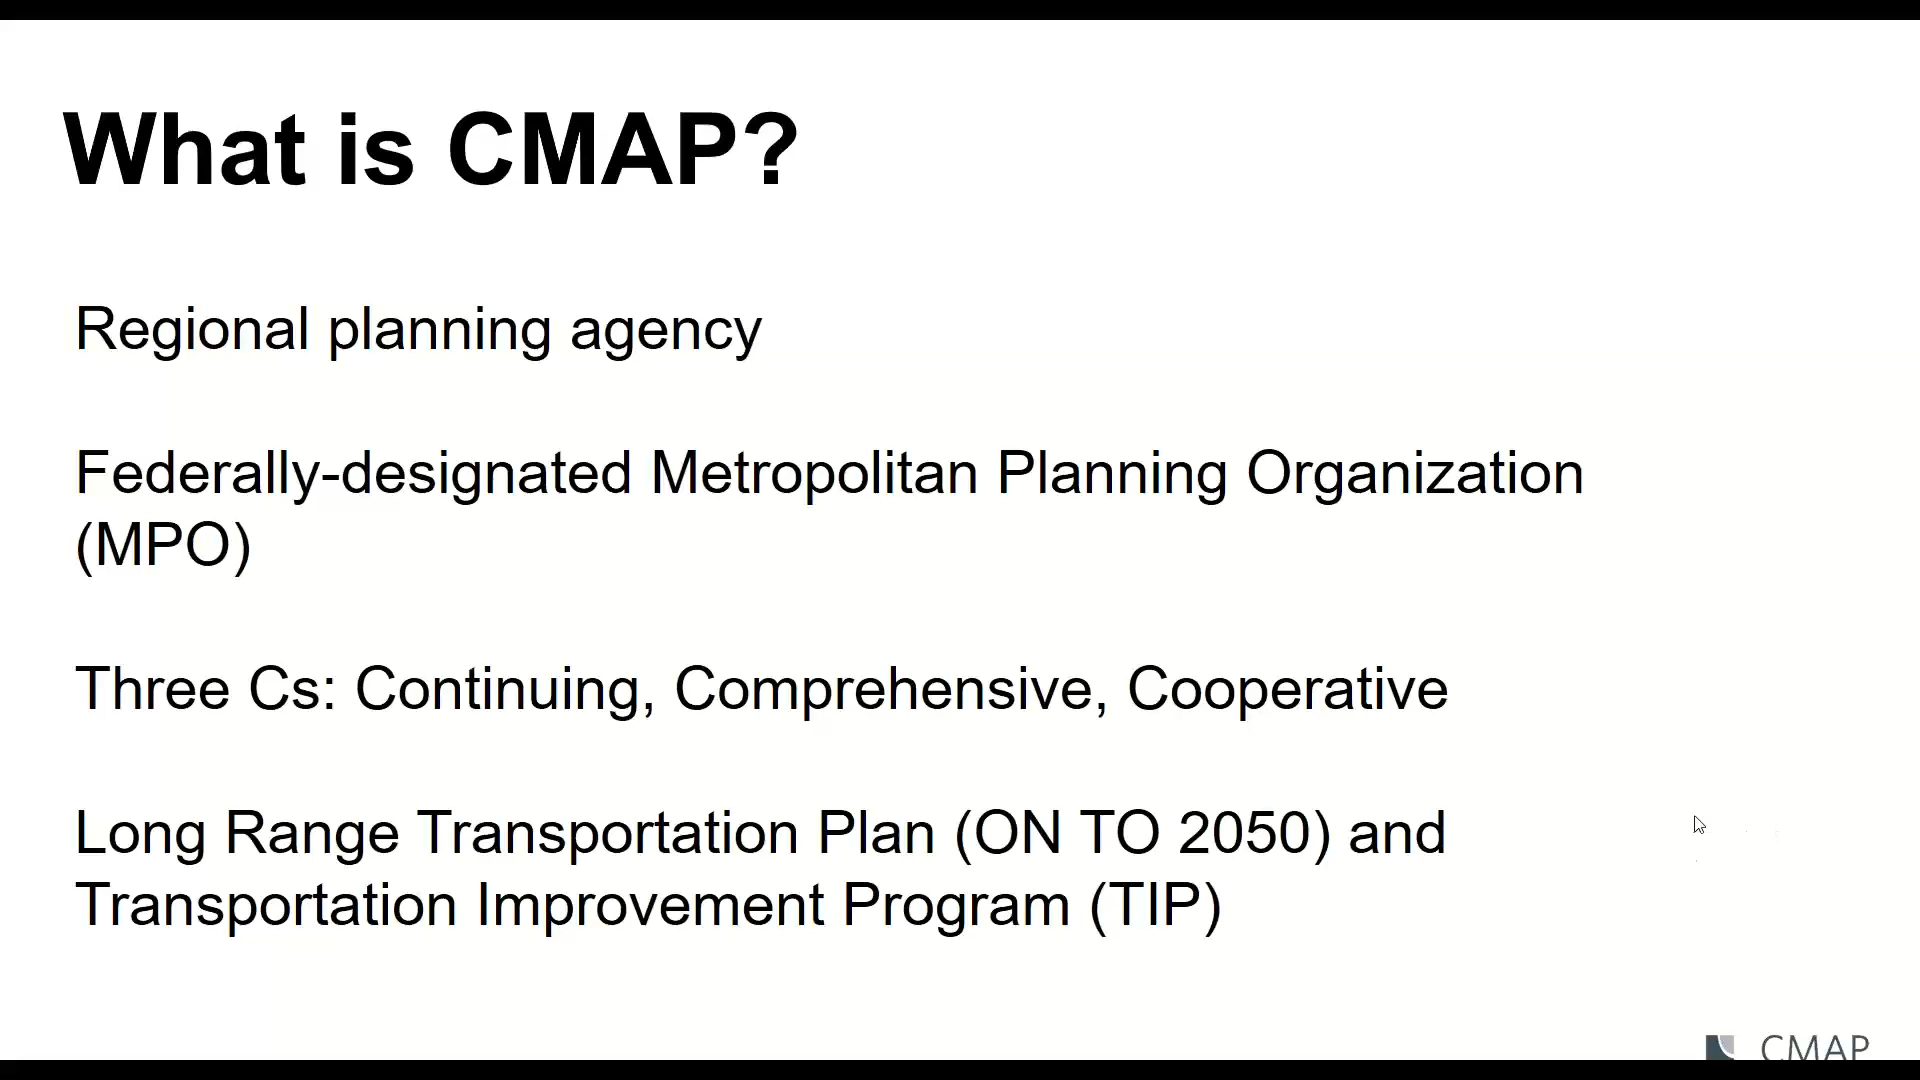 What is CMAP?
Regional planning agency
Federally-designated Metropolitan Planning Organization
(MPO)
Three Cs: Continuing, Comprehensive, Cooperative
Long Range Transportation Plan (ON TO 2050) and
Transportation Improvement Program (TIP)
CMAP